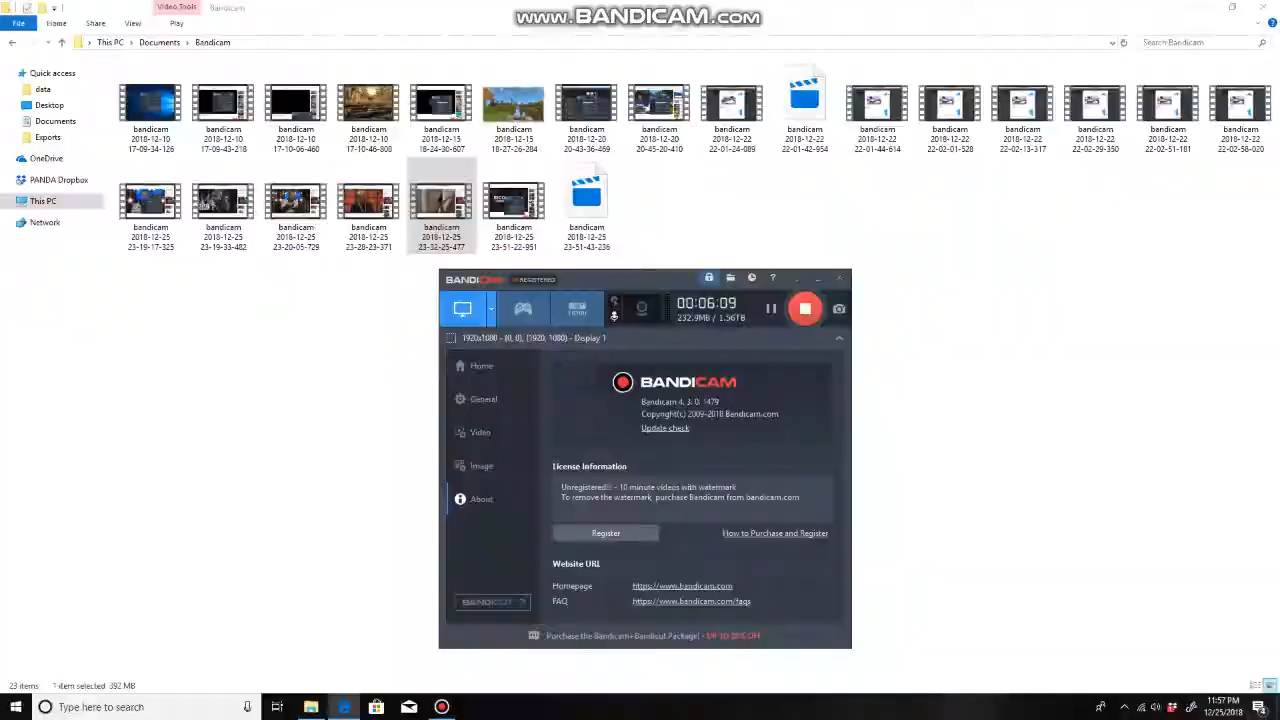 www.BANDICAM.com
Video Tools
Bandicam
File
Home
Share
View
Play
This PC > Documents > Bandicam
Search Bandicam
Quick access
data
Desktop
Documents
Exports
OneDrive
PANDA Dropbox
This PC
Network
bandicam 2018-12-10 17-09-34-126
bandicam 2018-12-10 17-09-43-218
bandicam 2018-12-10 17-10-06-460
bandicam 2018-12-10 17-10-46-808
bandicam 2018-12-15 18-24-30-607
bandicam 2018-12-15 18-27-26-284
bandicam 2018-12-20 20-43-36-469
bandicam 2018-12-20 20-45-20-410
bandicam 2018-12-22 22-01-24-089
bandicam 2018-12-22 22-01-42-954
bandicam 2018-12-22 22-01-44-614
bandicam 2018-12-22 22-02-01-528
bandicam 2018-12-22 22-02-13-317
bandicam 2018-12-22 22-02-29-350
bandicam 2018-12-22 22-02-51-181
bandicam 2018-12-22 22-02-58-020
bandicam 2018-12-25 23-19-17-325
bandicam 2018-12-25 23-19-33-482
bandicam 2018-12-25 23-20-05-729
bandicam 2018-12-25 23-28-23-371
bandicam 2018-12-25 23-32-25-477
bandicam 2018-12-25 23-51-22-951
bandicam 2018-12-25 23-51-43-236
BANDICAM
UNREGISTERED
00:06:09
232.9MB / 1.56TB
1920x1080 - (0, 0), (1920, 1080) - Display 1
Home
General
Video
Image
About
BANDICUT
BANDICAM
Bandicam 4. 3. 0. 1479
Copyright(c) 2009-2018 Bandicam.com
Update check
License Information
Unregistered - 10 minute videos with watermark
To remove the watermark, purchase Bandicam from bandicam.com
Register
How to Purchase and Register
Website URL
Homepage
https://www.bandicam.com
FAQ
https://www.bandicam.com/faqs
Purchase the Bandicam+Bandicut Package! - UP TO
23 items
1 item selected 392 MB
Type here to search
11:57 PM
12/25/2018